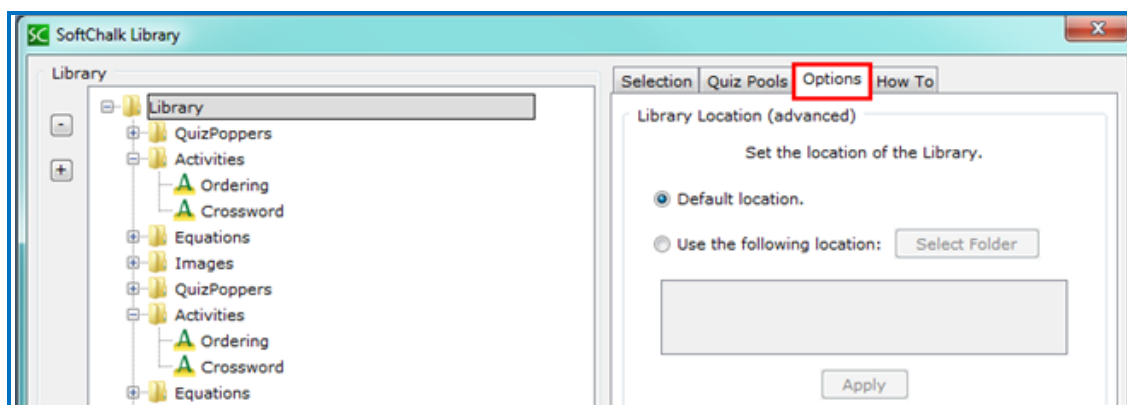 SC SoftChalk Library
x
Library
- 
+
Library
QuizPoppers
Activities
A Ordering
A Crossword
Equations
Images
QuizPoppers
Activities
A Ordering
A Crossword
Equations
Selection Quiz Pools Options How To
Library Location (advanced)
Set the location of the Library.
Default location.
Use the following location: Select Folder
Apply